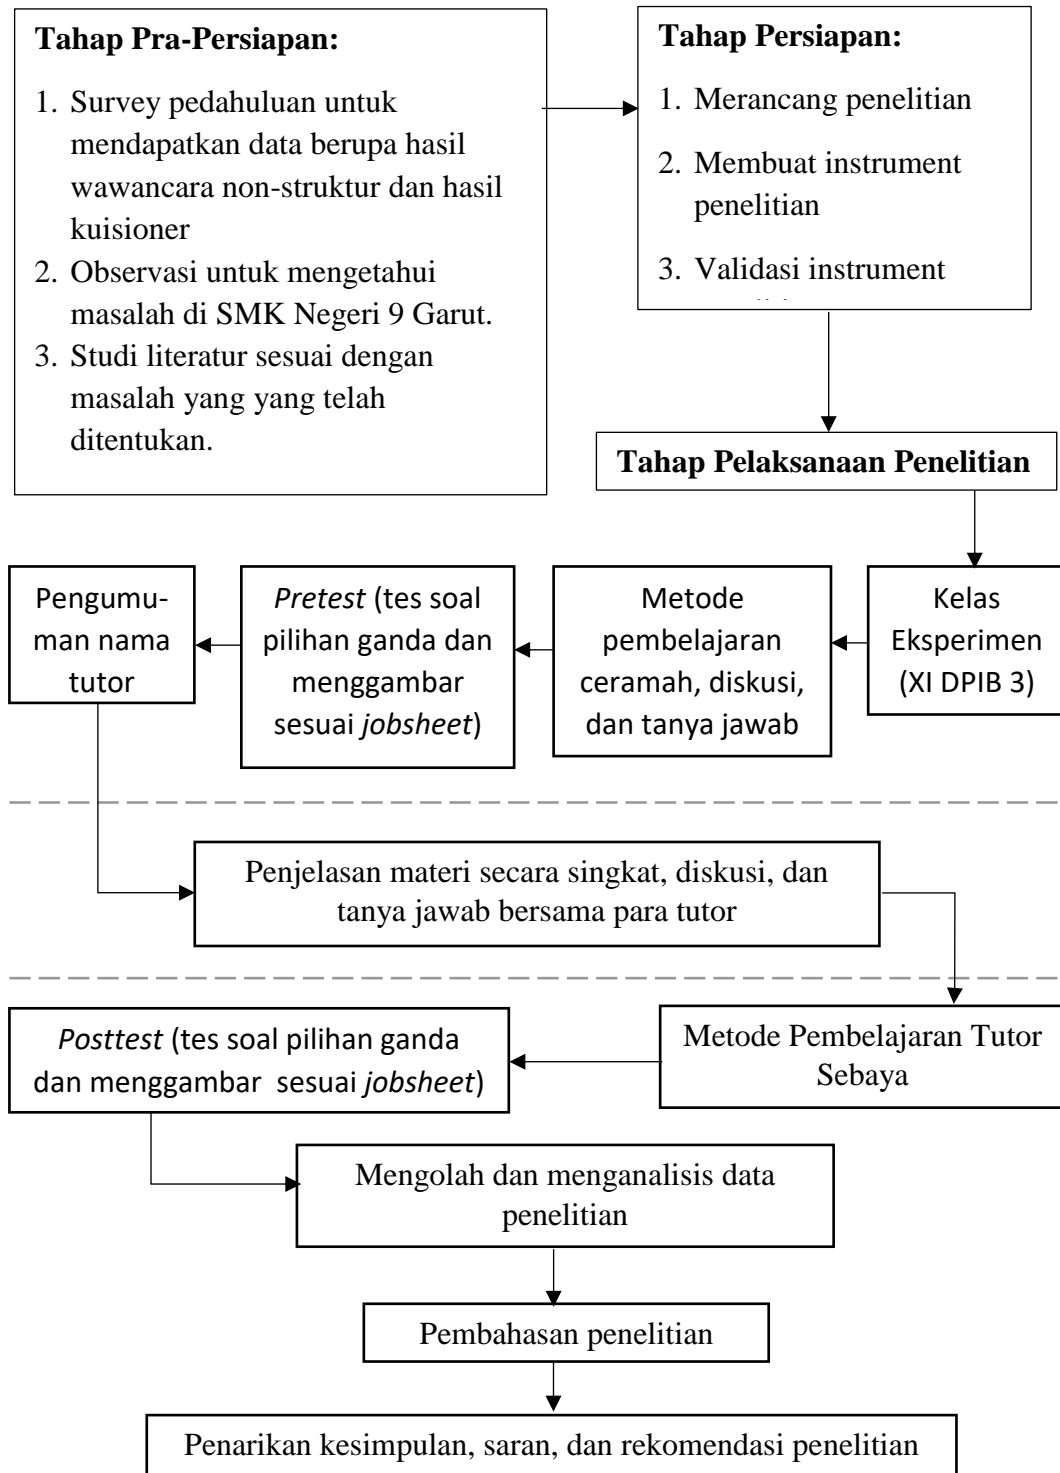 Tahap Pra-Persiapan:
1. Survey pedahuluan untuk
mendapatkan data berupa hasil
wawancara non-struktur dan hasil
kuisioner
2. Observasi untuk mengetahui
masalah di SMK Negeri 9 Garut.
3. Studi literatur sesuai dengan
masalah yang yang telah
ditentukan.
Tahap Persiapan:
1. Merancang penelitian
2. Membuat instrument
penelitian
3. Validasi instrument
Tahap Pelaksanaan Penelitian
Kelas
Eksperimen
(XI DPIB 3)
Metode
pembelajaran
ceramah, diskusi,
dan tanya jawab
Pretest (tes soal
pilihan ganda dan
menggambar
sesuai jobsheet)
Pengumu-
man nama
tutor
Penjelasan materi secara singkat, diskusi, dan
tanya jawab bersama para tutor
Metode Pembelajaran Tutor
Sebaya
Posttest (tes soal pilihan ganda
dan menggambar  sesuai jobsheet)
Mengolah dan menganalisis data
penelitian
Pembahasan penelitian
Penarikan kesimpulan, saran, dan rekomendasi penelitian